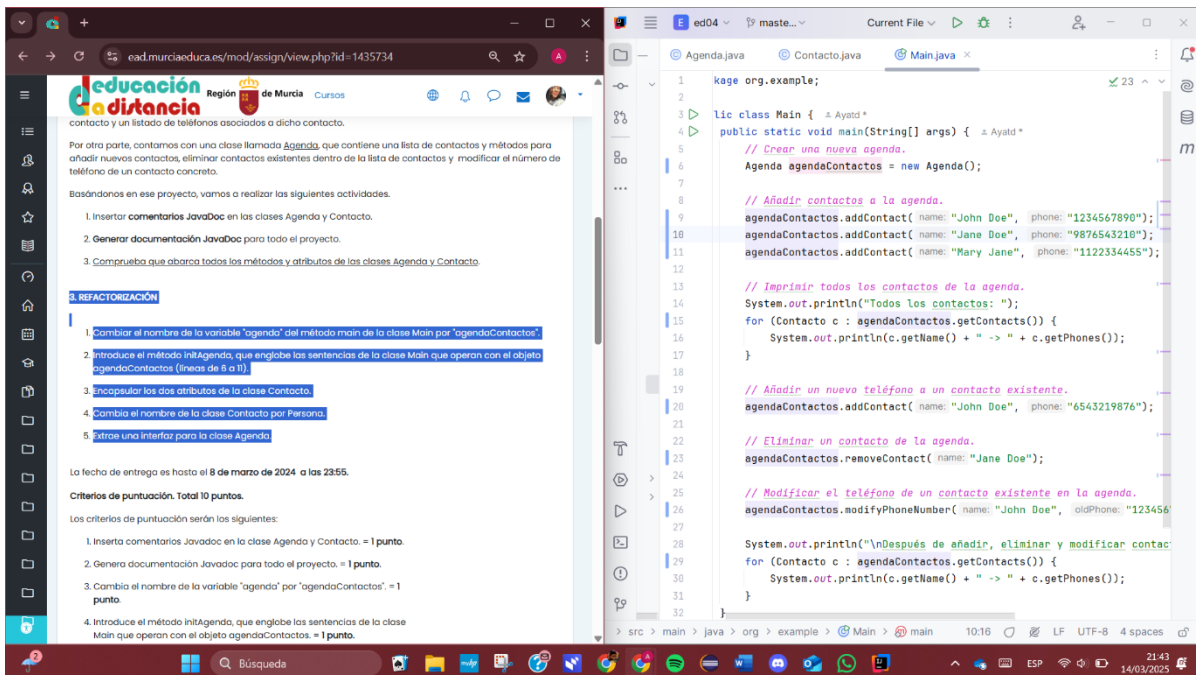 ead.murciaeduca.es/mod/assign/view.php?id=1435734
A
educación
a distancia
Región de Murcia
Cursos
contacto y un listado de teléfonos asociados a dicho contacto.
Por otra parte, contamos con una clase llamada Agenda, que contiene una lista de contactos y métodos para
añadir nuevos contactos, eliminar contactos existentes dentro de la lista de contactos y modificar el número de
teléfono de un contacto concreto.
Basándonos en ese proyecto, vamos a realizar las siguientes actividades.
1. Insertar comentarios JavaDoc en las clases Agenda y Contacto.
2. Generar documentación JavaDoc para todo el proyecto.
3. Comprueba que abarca todos los métodos y atributos de las clases Agenda y Contacto.
3. REFACTORIZACIÓN
1. Cambiar el nombre de la variable "agenda" del método main de la clase Main por "agendaContactos".
2. Introduce el método initAgenda, que englobe las sentencias de la clase Main que operan con el objeto
agendaContactos (líneas de 6 a 11).
3. Encapsular los dos atributos de la clase Contacto.
4. Cambia el nombre de la clase Contacto por Persona.
5. Extrae una interfaz para la clase Agenda.
La fecha de entrega es hasta el 8 de marzo de 2024 a las 23:55.
Criterios de puntuación. Total 10 puntos.
Los criterios de puntuación serán los siguientes:
1. Inserta comentarios Javadoc en la clase Agenda y Contacto. = 1 punto.
2. Genera documentación Javadoc para todo el proyecto. = 1 punto.
3. Cambia el nombre de la variable "agenda" por "agendaContactos". = 1
punto.
4. Introduce el método initAgenda, que englobe las sentencias de la clase
Main que operan con el objeto agendaContactos. = 1 punto.
E ed04 maste... Current File
Agenda.java Contacto.java Main.java
23
1 kage org.example;
2
3 lic class Main { Ayatd *
4 public static void main(String[] args) { Ayatd *
5 // Crear una nueva agenda.
6 Agenda agendaContactos = new Agenda();
7
8 // Añadir contactos a la agenda.
9 agendaContactos.addContact( name: "John Doe", phone: "1234567890");
10 agendaContactos.addContact( name: "Jane Doe", phone: "9876543210");
11 agendaContactos.addContact( name: "Mary Jane", phone: "1122334455");
12
13 // Imprimir todos los contactos de la agenda.
14 System.out.println("Todos los contactos: ");
15 for (Contacto c : agendaContactos.getContacts()) {
16 System.out.println(c.getName() + " -> " + c.getPhones());
17 }
18
19 // Añadir un nuevo teléfono a un contacto existente.
20 agendaContactos.addContact( name: "John Doe", phone: "6543219876");
21
22 // Eliminar un contacto de la agenda.
23 agendaContactos.removeContact( name: "Jane Doe");
24
25 // Modificar el teléfono de un contacto existente en la agenda.
26 agendaContactos.modifyPhoneNumber( name: "John Doe", oldPhone: "123456
27
28 System.out.println("\nDespués de añadir, eliminar y modificar contac
29 for (Contacto c : agendaContactos.getContacts()) {
30 System.out.println(c.getName() + " -> " + c.getPhones());
31 }
32 }
m
> src > main > java > org > example > Main > main 10:16 LF UTF-8 4 spaces
2
Búsqueda
ESP
21:43
14/03/2025